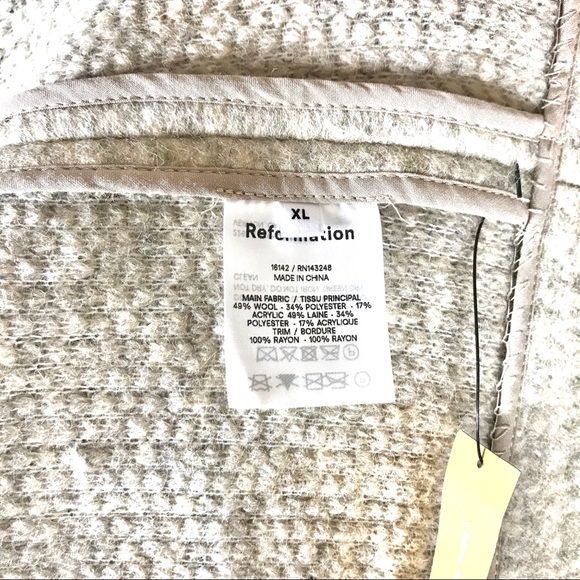 XL
Reformation
16142 / RN143248
MADE IN CHINA
MAIN FABRIC / TISSU PRINCIPAL
49% WOOL - 34% POLYESTER - 17%
ACRYLIC 49% LAINE - 34%
POLYESTER - 17% ACRYLIQUE
TRIM / BORDURE
100% RAYON - 100% RAYON